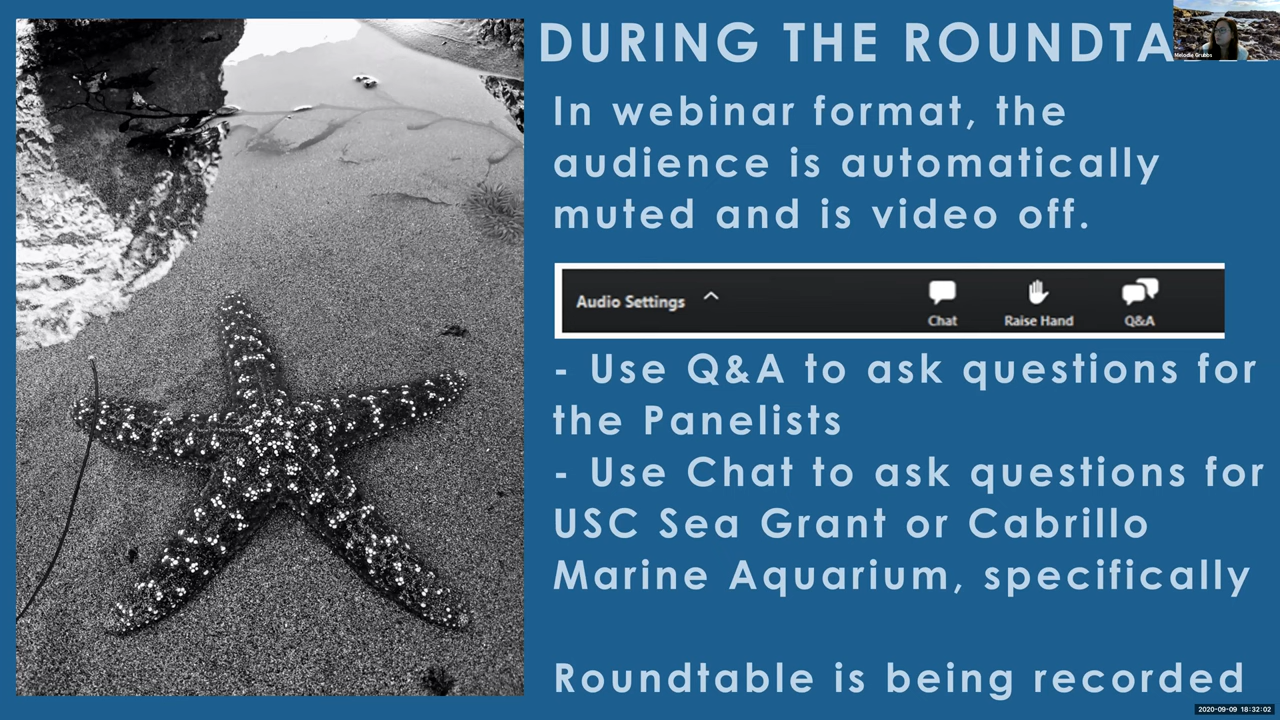 DURING THE ROUNDTA
Melodie Grubbs
In webinar format, the
audience is automatically
muted and is video off.
Audio Settings
Chat
Raise Hand
Q&A
- Use Q&A to ask questions for
the Panelists
- Use Chat to ask questions for
USC Sea Grant or Cabrillo
Marine Aquarium, specifically
Roundtable is being recorded
2020-09-09 18:32:02